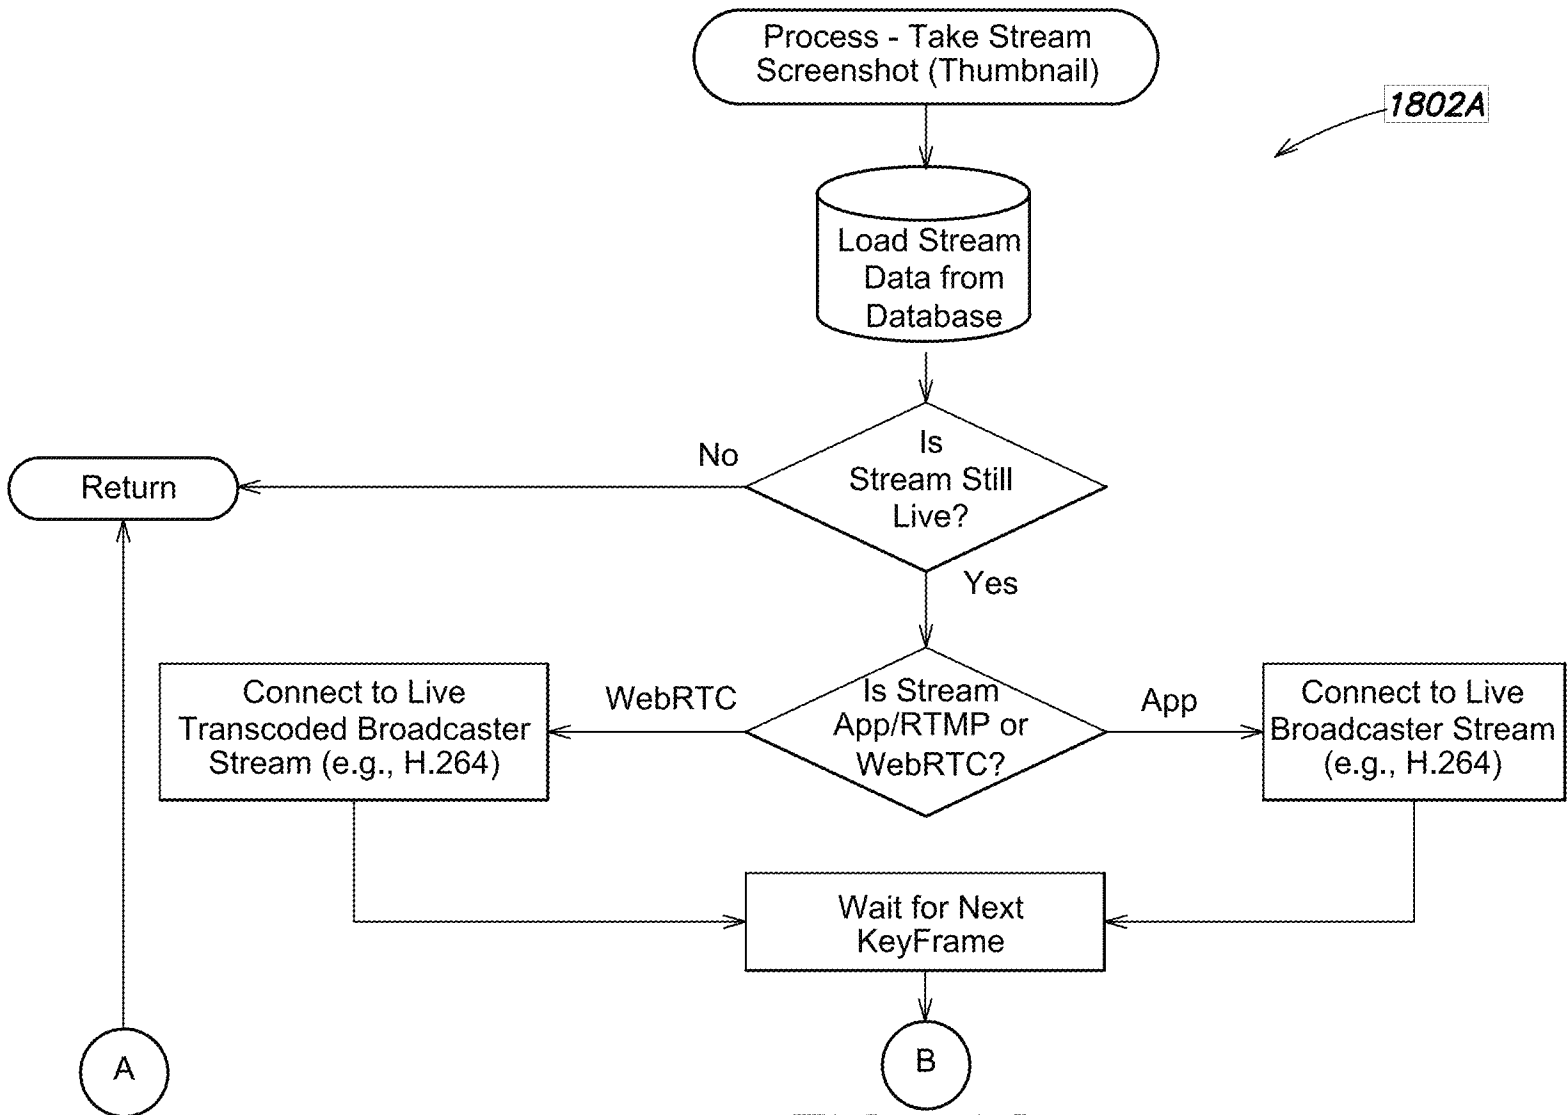 Process - Take Stream
Screenshot (Thumbnail)
1802A
Load Stream
Data from
Database
Is
Stream Still
Live?
No
Return
Yes
Connect to Live
Transcoded Broadcaster
Stream (e.g., H.264)
WebRTC
Is Stream
App/RTMP or
WebRTC?
App
Connect to Live
Broadcaster Stream
(e.g., H.264)
Wait for Next
KeyFrame
A
B